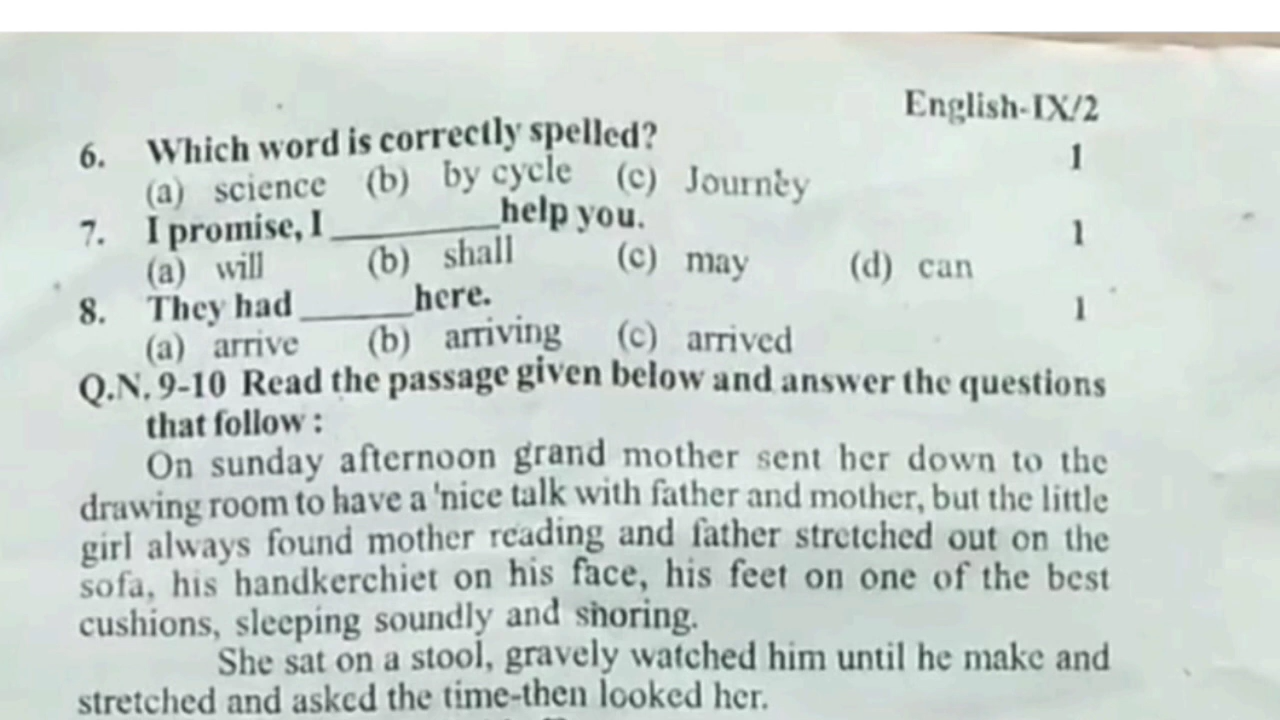 English-IX/2
6. Which word is correctly spelled? 1
(a) science (b) by cycle (c) Journey
7. I promise, I ________ help you. 1
(a) will (b) shall (c) may (d) can
8. They had ______ here. 1
(a) arrive (b) arriving (c) arrived
Q.N. 9-10 Read the passage given below and answer the questions
that follow :
On sunday afternoon grand mother sent her down to the
drawing room to have a 'nice talk with father and mother, but the little
girl always found mother reading and father stretched out on the
sofa, his handkerchiet on his face, his feet on one of the best
cushions, sleeping soundly and snoring.
She sat on a stool, gravely watched him until he make and
stretched and asked the time-then looked her.